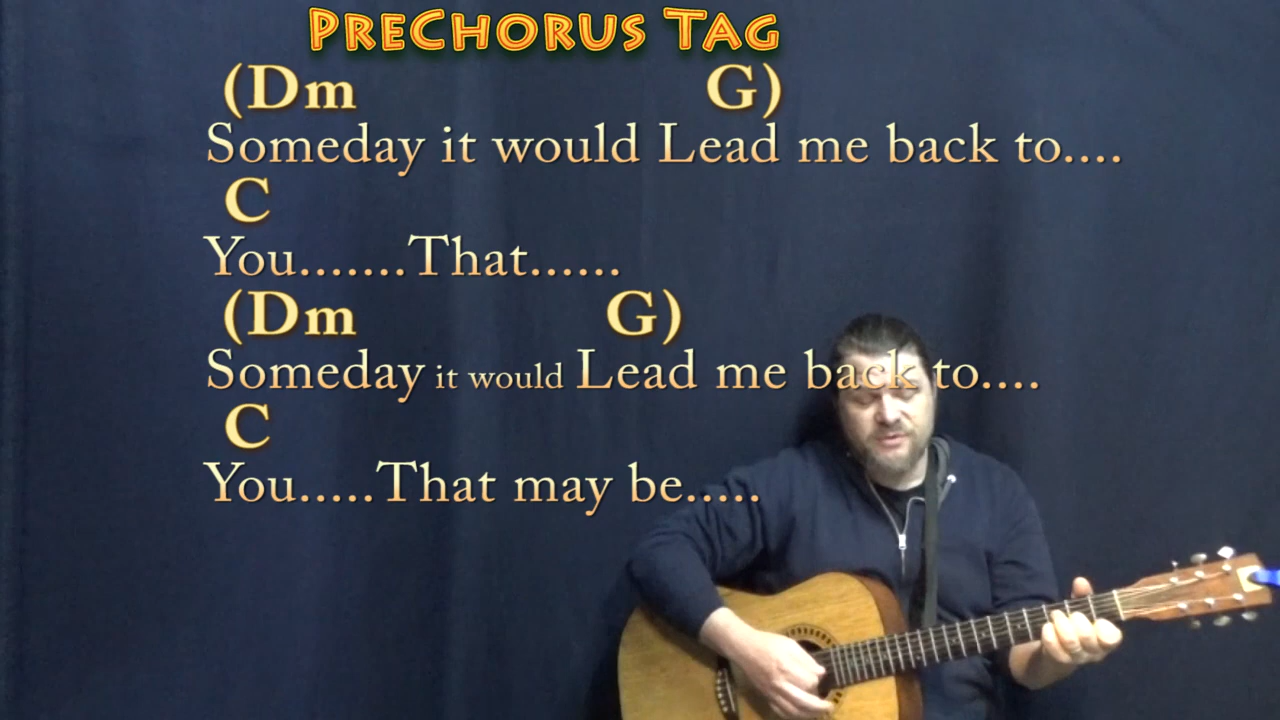 PreChorus Tag
(Dm G)
Someday it would Lead me back to....
C
You.......That......
(Dm G)
Someday it would Lead me back to....
C
You.....That may be.....